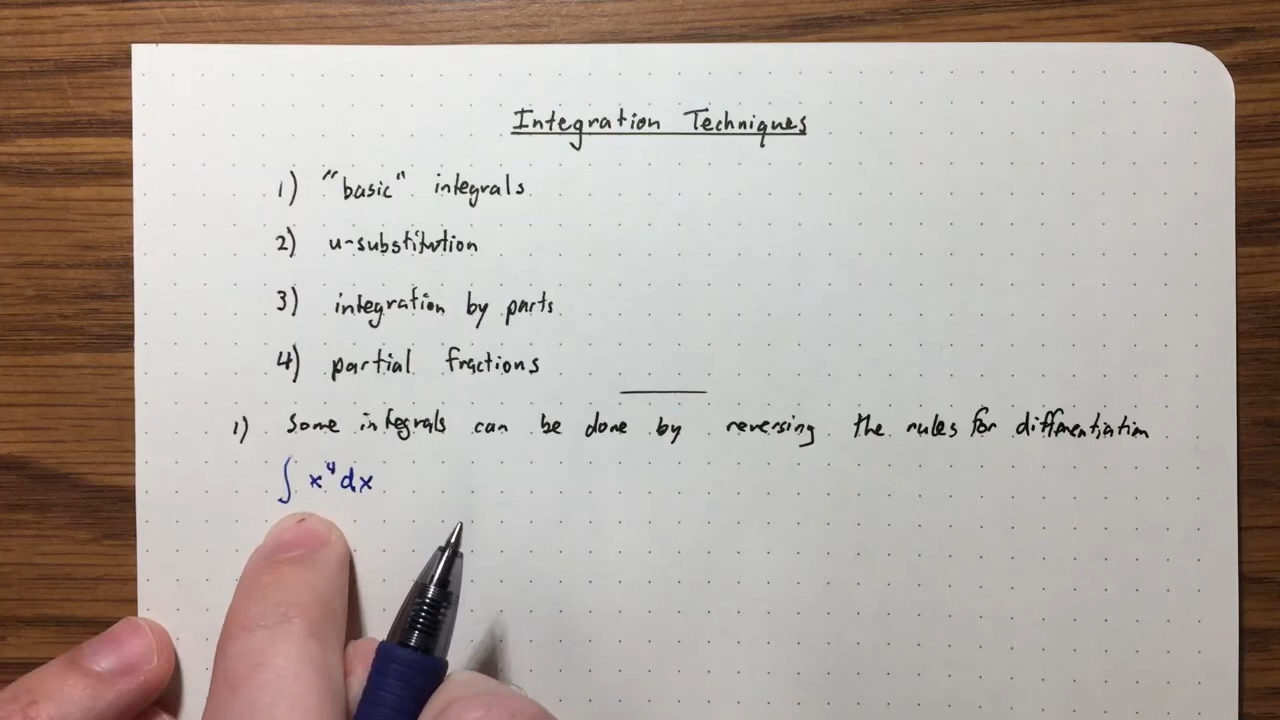 Integration Techniques
1) "basic" integrals
2) u-substitution
3) integration by parts
4) partial fractions
1) Some integrals can be done by reversing the rules for differentiation
∫ x⁴ dx